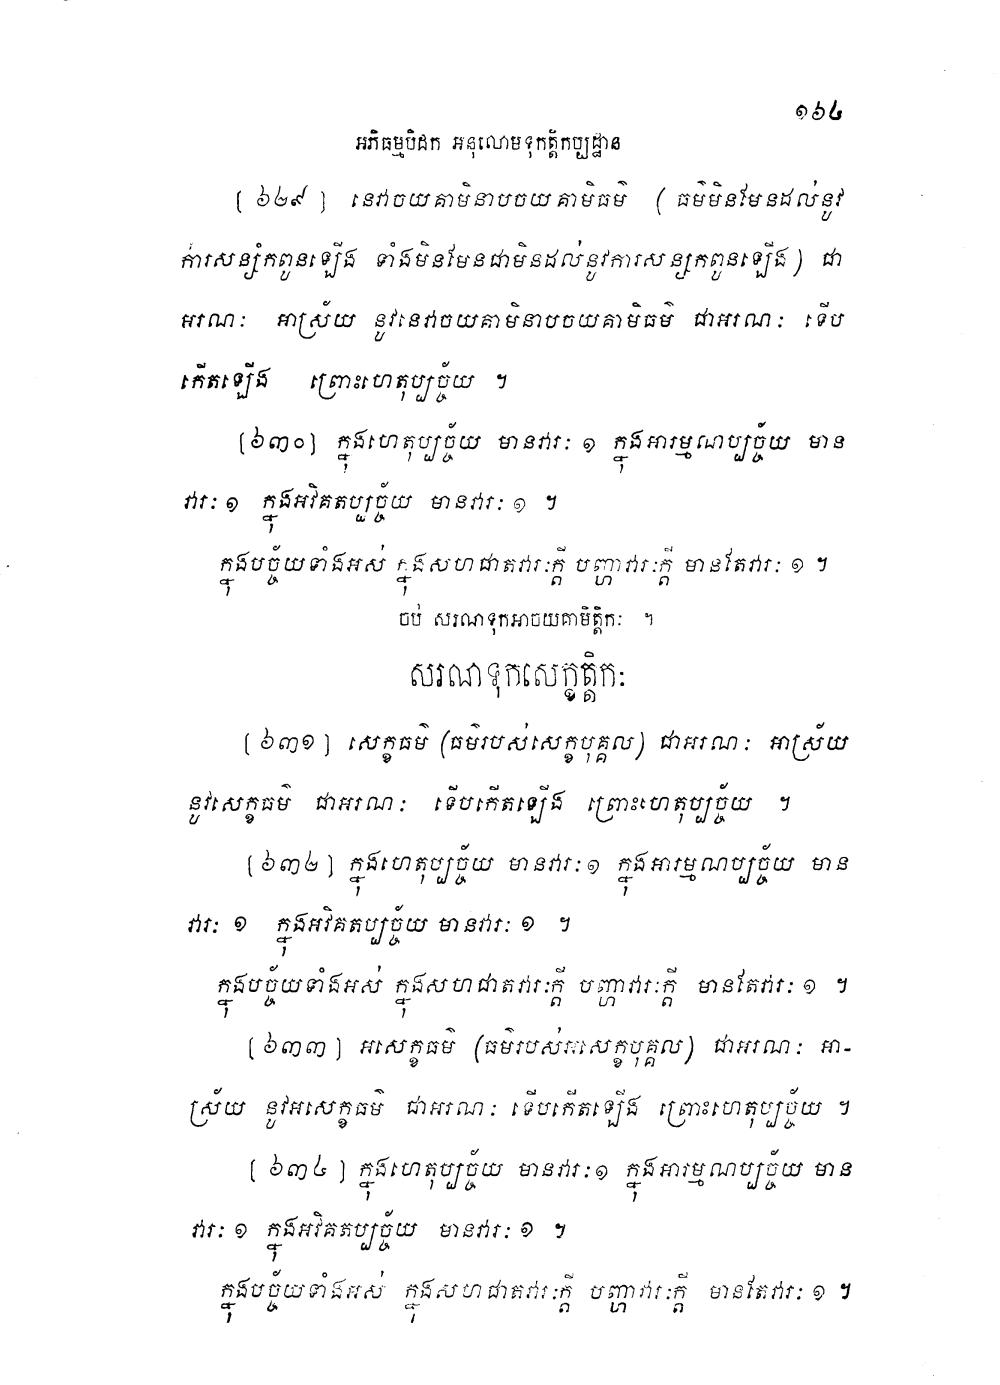 ១៦៤
អភិធម្មបិដក អនុលោមទុកត្តិកប្បដ្ឋាន
[៦២៩] នេវាចយគាមិនាបចយគាមិធម៌ (ធម៌មិនមែនដល់នូវ
ការសន្សំកពូនឡើង ទាំងមិនមែនជាមិនដល់នូវការសន្សំកពូនឡើង) ជា
អរណៈ អាស្រ័យ នូវនេវាចយគាមិនាបចយគាមិធម៌ ជាអរណៈ ទើប
កើតឡើង ព្រោះហេតុប្បច្ច័យ ។
[៦៣០] ក្នុងហេតុប្បច្ច័យ មានវារៈ ១ ក្នុងអារម្មណប្បច្ច័យ មាន
វារៈ ១ ក្នុងអវិគតប្បច្ច័យ មានវារៈ ១ ។
ក្នុងបច្ច័យទាំងអស់ ក្នុងសហជាតវារៈក្តី បញ្ហាវារៈក្តី មានតែវារៈ ១ ។
ចប់ សរណទុកអាចយគាមិត្តិកៈ ។
សរណទុកសេក្ខត្តិកៈ
[៦៣១] សេក្ខធម៌ (ធម៌របស់សេក្ខបុគ្គល) ជាអរណៈ អាស្រ័យ
នូវសេក្ខធម៌ ជាអរណៈ ទើបកើតឡើង ព្រោះហេតុប្បច្ច័យ ។
[៦៣២] ក្នុងហេតុប្បច្ច័យ មានវារៈ ១ ក្នុងអារម្មណប្បច្ច័យ មាន
វារៈ ១ ក្នុងអវិគតប្បច្ច័យ មានវារៈ ១ ។
ក្នុងបច្ច័យទាំងអស់ ក្នុងសហជាតវារៈក្តី បញ្ហាវារៈក្តី មានតែវារៈ ១ ។
[៦៣៣] អសេក្ខធម៌ (ធម៌របស់អសេក្ខបុគ្គល) ជាអរណៈ អា-
ស្រ័យ នូវអសេក្ខធម៌ ជាអរណៈ ទើបកើតឡើង ព្រោះហេតុប្បច្ច័យ ។
[៦៣៤] ក្នុងហេតុប្បច្ច័យ មានវារៈ ១ ក្នុងអារម្មណប្បច្ច័យ មាន
វារៈ ១ ក្នុងអវិគតប្បច្ច័យ មានវារៈ ១ ។
ក្នុងបច្ច័យទាំងអស់ ក្នុងសហជាតវារៈក្តី បញ្ហាវារៈក្តី មានតែវារៈ ១ ។